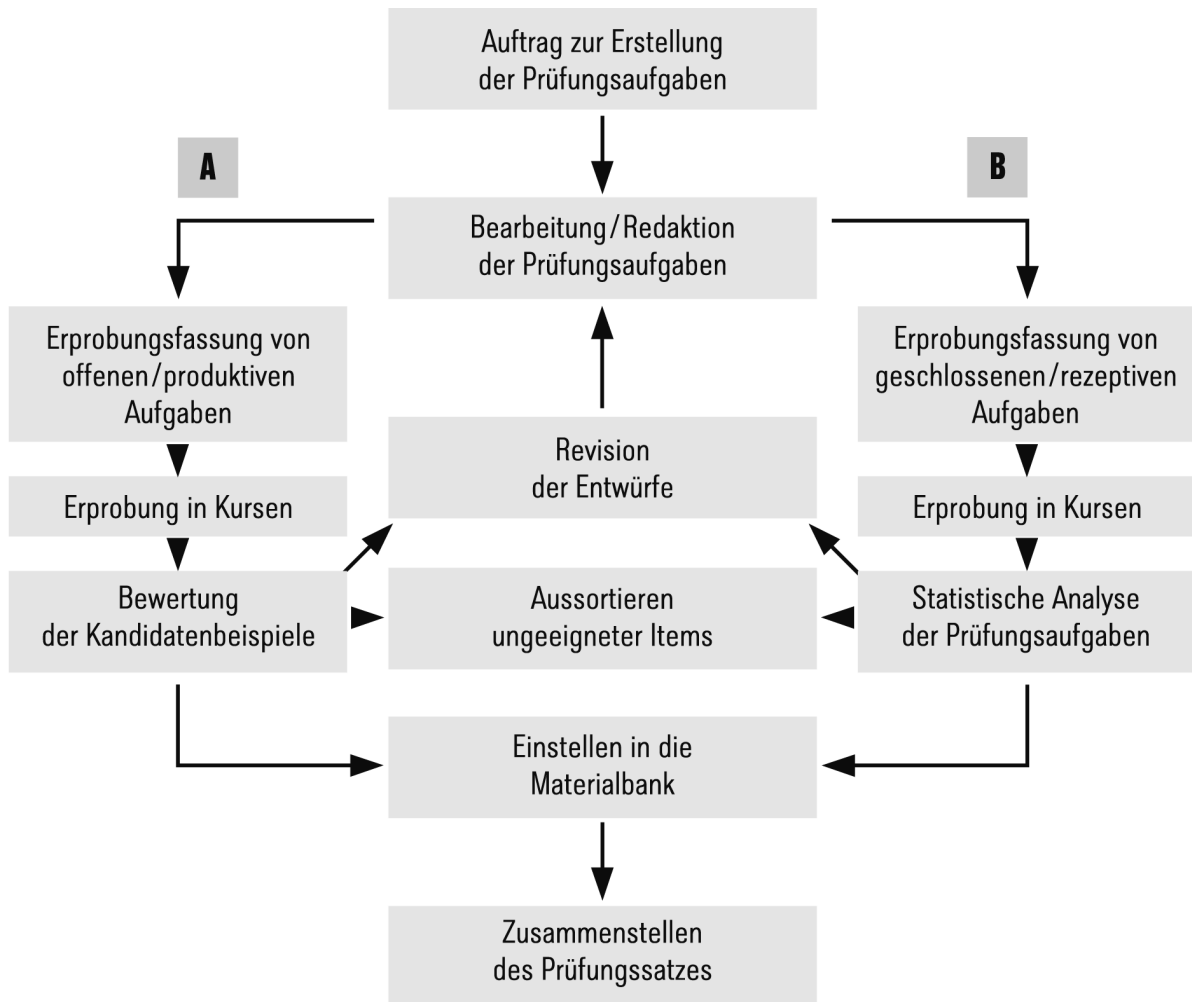 Auftrag zur Erstellung
der Prüfungsaufgaben
A
B
Bearbeitung/Redaktion
der Prüfungsaufgaben
Erprobungsfassung von
offenen/produktiven
Aufgaben
Erprobungsfassung von
geschlossenen/rezeptiven
Aufgaben
Revision
der Entwürfe
Erprobung in Kursen
Erprobung in Kursen
Bewertung
der Kandidatenbeispiele
Aussortieren
ungeeigneter Items
Statistische Analyse
der Prüfungsaufgaben
Einstellen in die
Materialbank
Zusammenstellen
des Prüfungssatzes